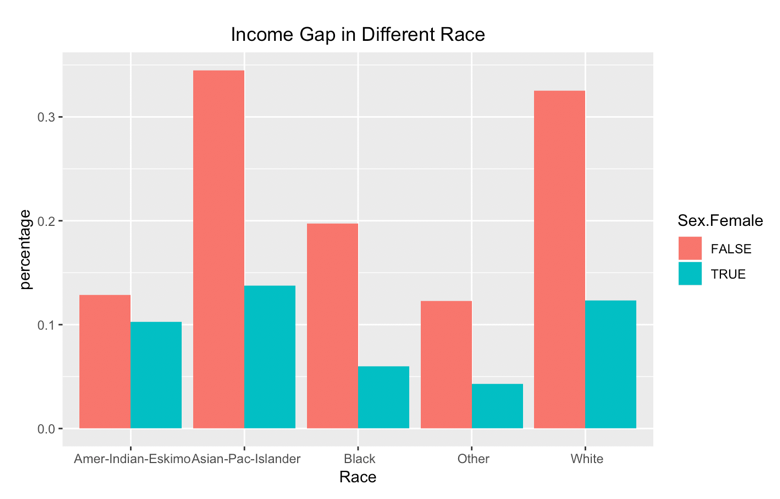 Income Gap in Different Race
percentage
0.3
0.2
0.1
0.0
Amer-Indian-Eskimo Asian-Pac-Islander Black Other White
Race
Sex.Female
FALSE
TRUE